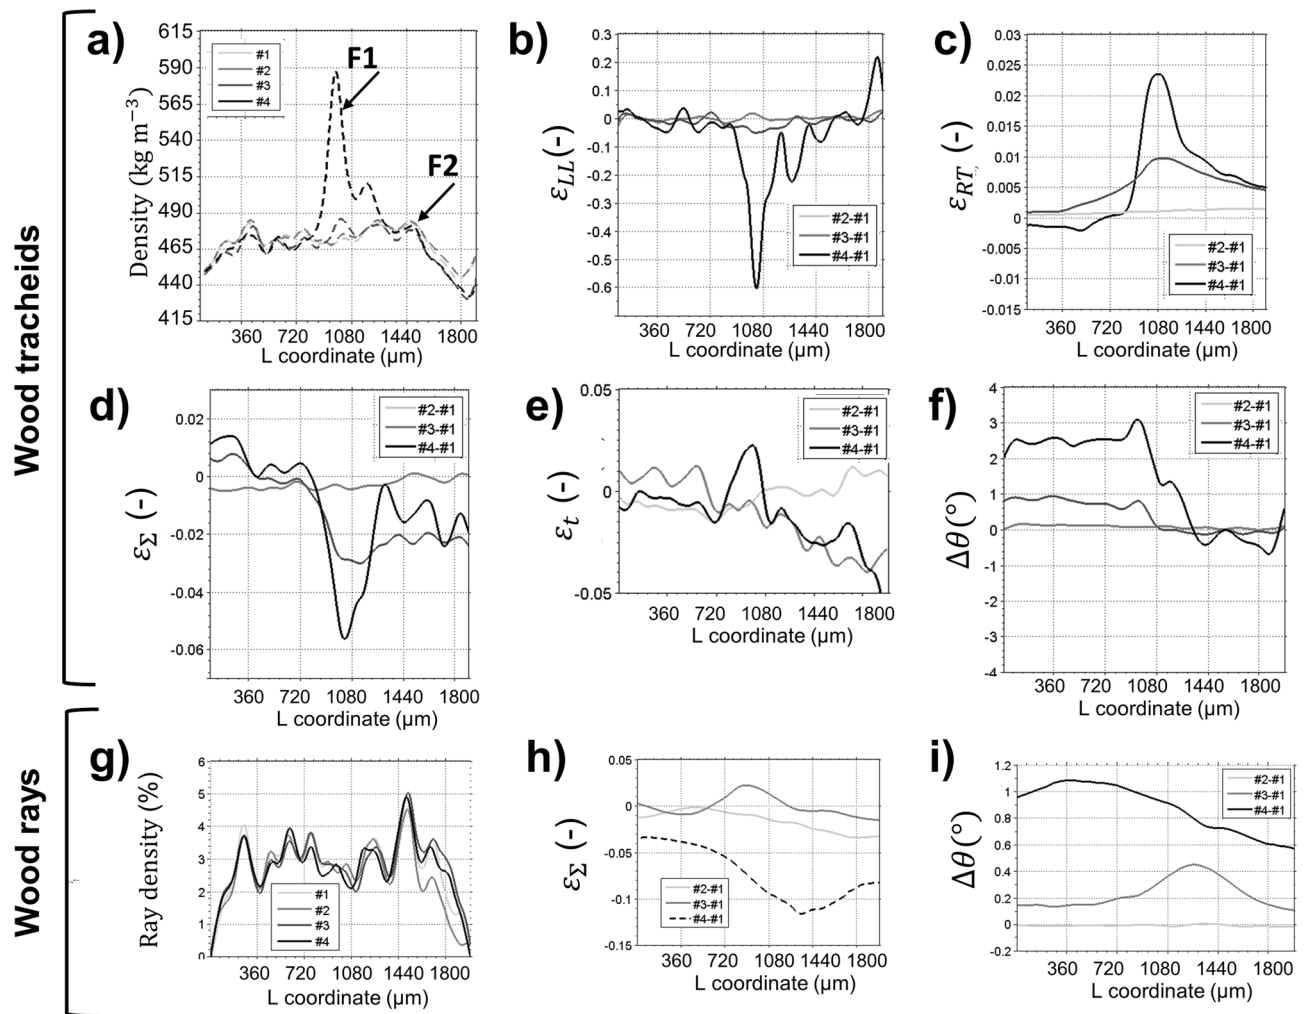 Wood tracheids
a)
Density (kg m⁻³)
615
590
565
540
515
490
465
440
415
#1
#2
#3
#4
F1
F2
360 720 1080 1440 1800
L coordinate (µm)
b)
εLL (-)
0.3
0.2
0.1
0
-0.1
-0.2
-0.3
-0.4
-0.5
-0.6
#2-#1
#3-#1
#4-#1
360 720 1080 1440 1800
L coordinate (µm)
c)
εRT (-)
0.03
0.025
0.02
0.015
0.01
0.005
0
-0.005
-0.01
-0.015
#2-#1
#3-#1
#4-#1
360 720 1080 1440 1800
L coordinate (µm)
d)
εΣ (-)
0.02
0
-0.02
-0.04
-0.06
#2-#1
#3-#1
#4-#1
360 720 1080 1440 1800
L coordinate (µm)
e)
εt (-)
0.05
0
-0.05
#2-#1
#3-#1
#4-#1
360 720 1080 1440 1800
L coordinate (µm)
f)
Δθ(°)
4
3
2
1
0
-1
-2
-3
-4
#2-#1
#3-#1
#4-#1
360 720 1080 1440 1800
L coordinate (µm)
Wood rays
g)
Ray density (%)
6
5
4
3
2
1
0
#1
#2
#3
#4
360 720 1080 1440 1800
L coordinate (µm)
h)
εΣ (-)
0.05
0
-0.05
-0.1
-0.15
#2-#1
#3-#1
#4-#1
360 720 1080 1440 1800
L coordinate (µm)
i)
Δθ(°)
1.2
1
0.8
0.6
0.4
0.2
0
-0.2
#2-#1
#3-#1
#4-#1
360 720 1080 1440 1800
L coordinate (µm)